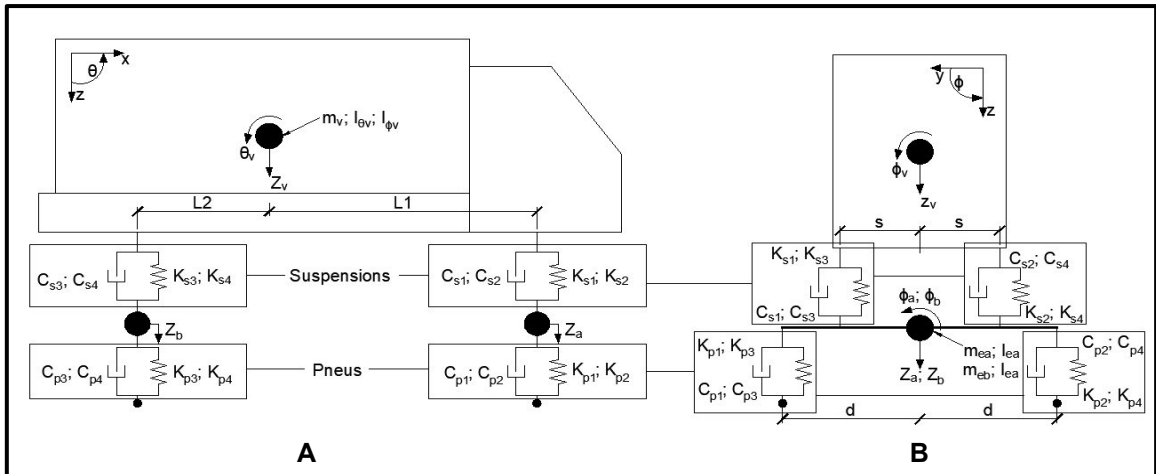 θ
x
z
m_v; I_θv; I_ϕv
θ_v
Z_v
L2
L1
C_s3; C_s4
K_s3; K_s4
Suspensions
C_s1; C_s2
K_s1; K_s2
Z_b
Z_a
C_p3; C_p4
K_p3; K_p4
Pneus
C_p1; C_p2
K_p1; K_p2
A
y
ϕ
z
ϕ_v
z_v
s
s
K_s1; K_s3
C_s1; C_s3
C_s2; C_s4
K_s2; K_s4
ϕ_a; ϕ_b
K_p1; K_p3
C_p1; C_p3
m_ea; I_ea
m_eb; I_ea
Z_a; Z_b
C_p2; C_p4
K_p2; K_p4
d
d
B